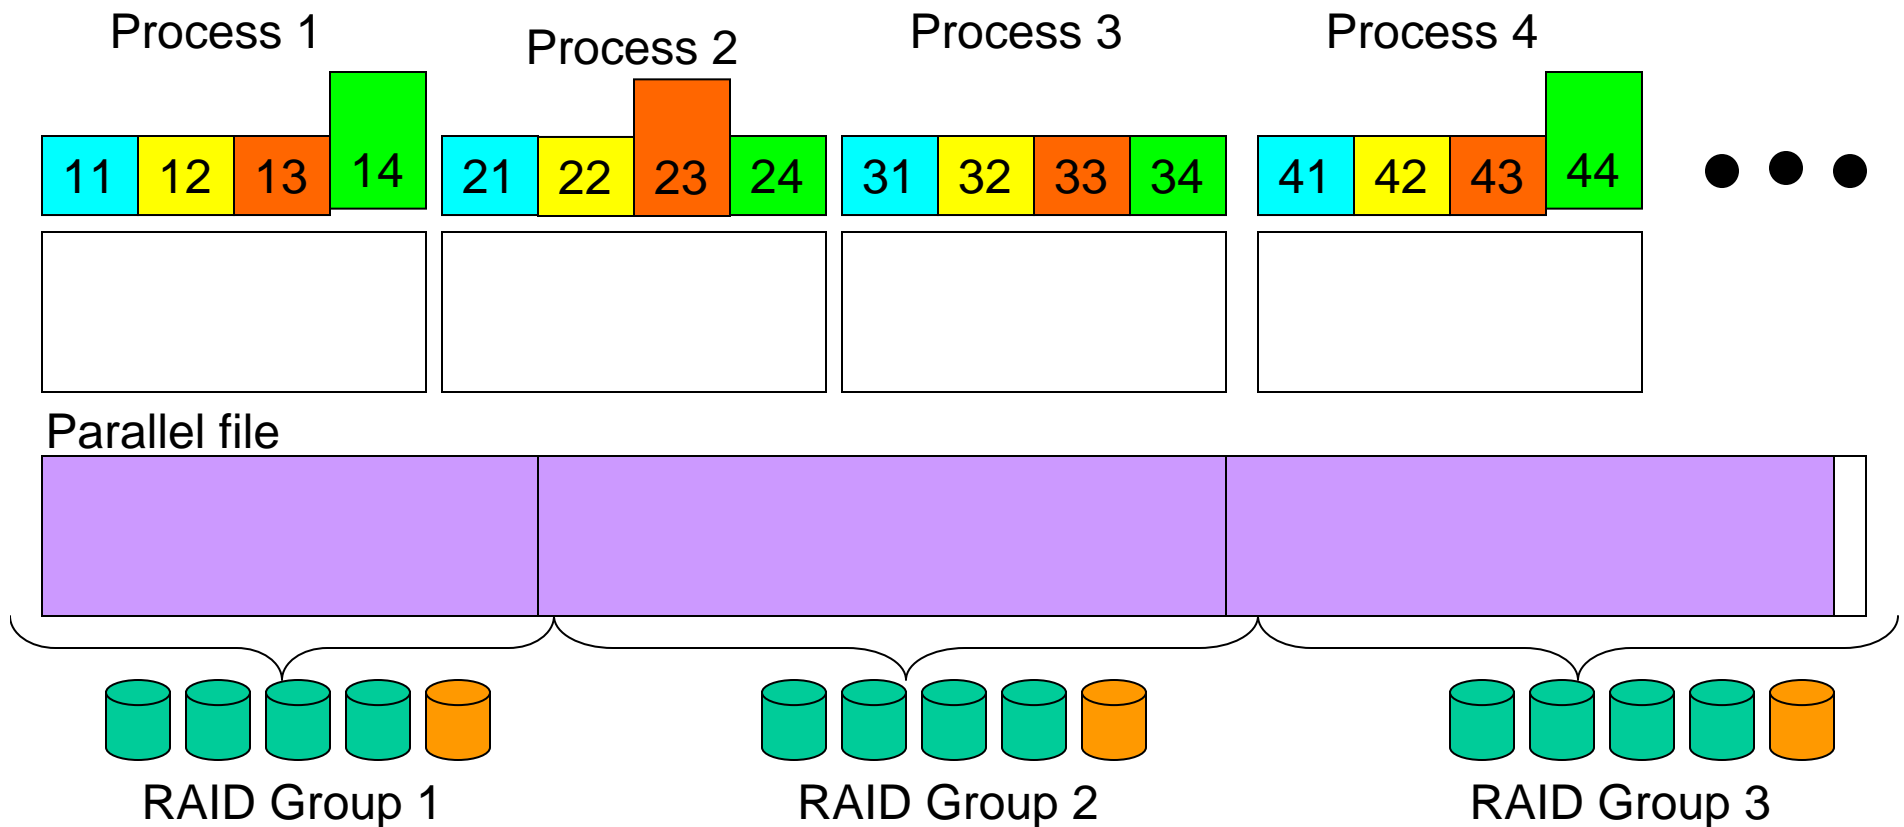 Process 1
Process 2
Process 3
Process 4
11 12 13 14 21 22 23 24 31 32 33 34 41 42 43 44
Parallel file
RAID Group 1
RAID Group 2
RAID Group 3